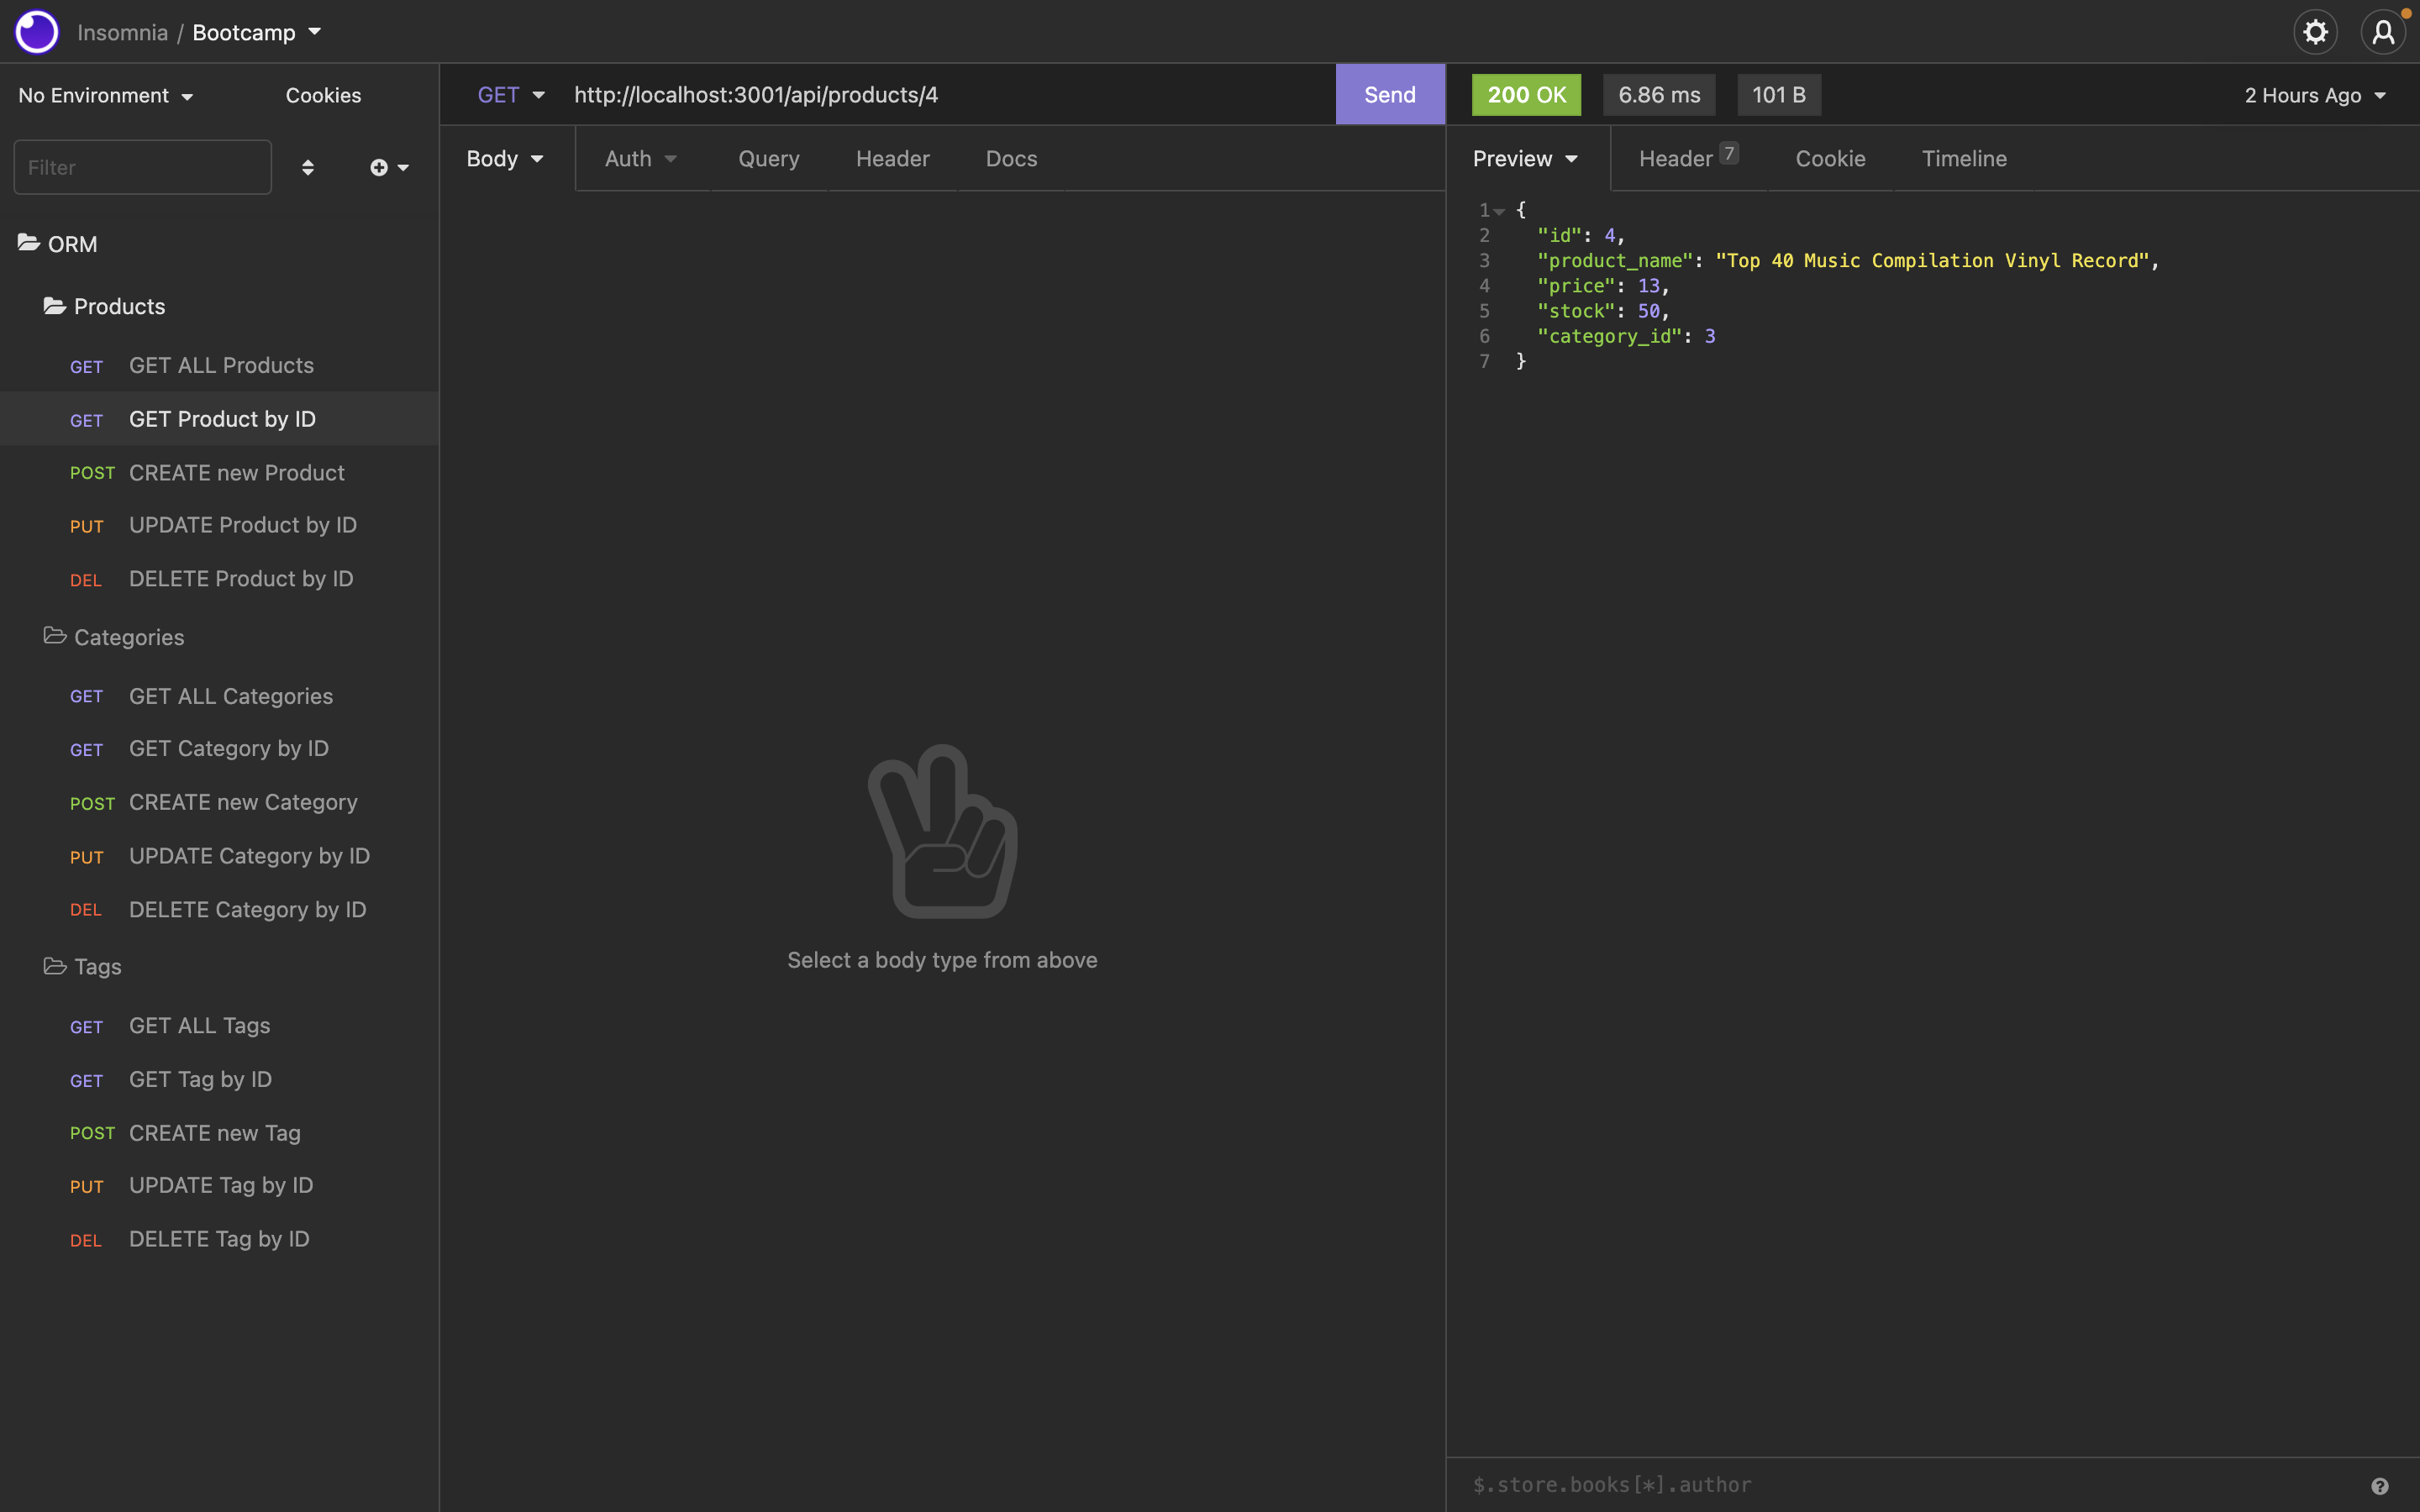 Insomnia / Bootcamp
No Environment Cookies
Filter
ORM
Products
GET GET ALL Products
GET GET Product by ID
POST CREATE new Product
PUT UPDATE Product by ID
DEL DELETE Product by ID
Categories
GET GET ALL Categories
GET GET Category by ID
POST CREATE new Category
PUT UPDATE Category by ID
DEL DELETE Category by ID
Tags
GET GET ALL Tags
GET GET Tag by ID
POST CREATE new Tag
PUT UPDATE Tag by ID
DEL DELETE Tag by ID
GET http://localhost:3001/api/products/4 Send
Body Auth Query Header Docs
Select a body type from above
200 OK 6.86 ms 101 B 2 Hours Ago
Preview Header 7 Cookie Timeline
1 {
2 "id": 4,
3 "product_name": "Top 40 Music Compilation Vinyl Record",
4 "price": 13,
5 "stock": 50,
6 "category_id": 3
7 }
$.store.books[*].author